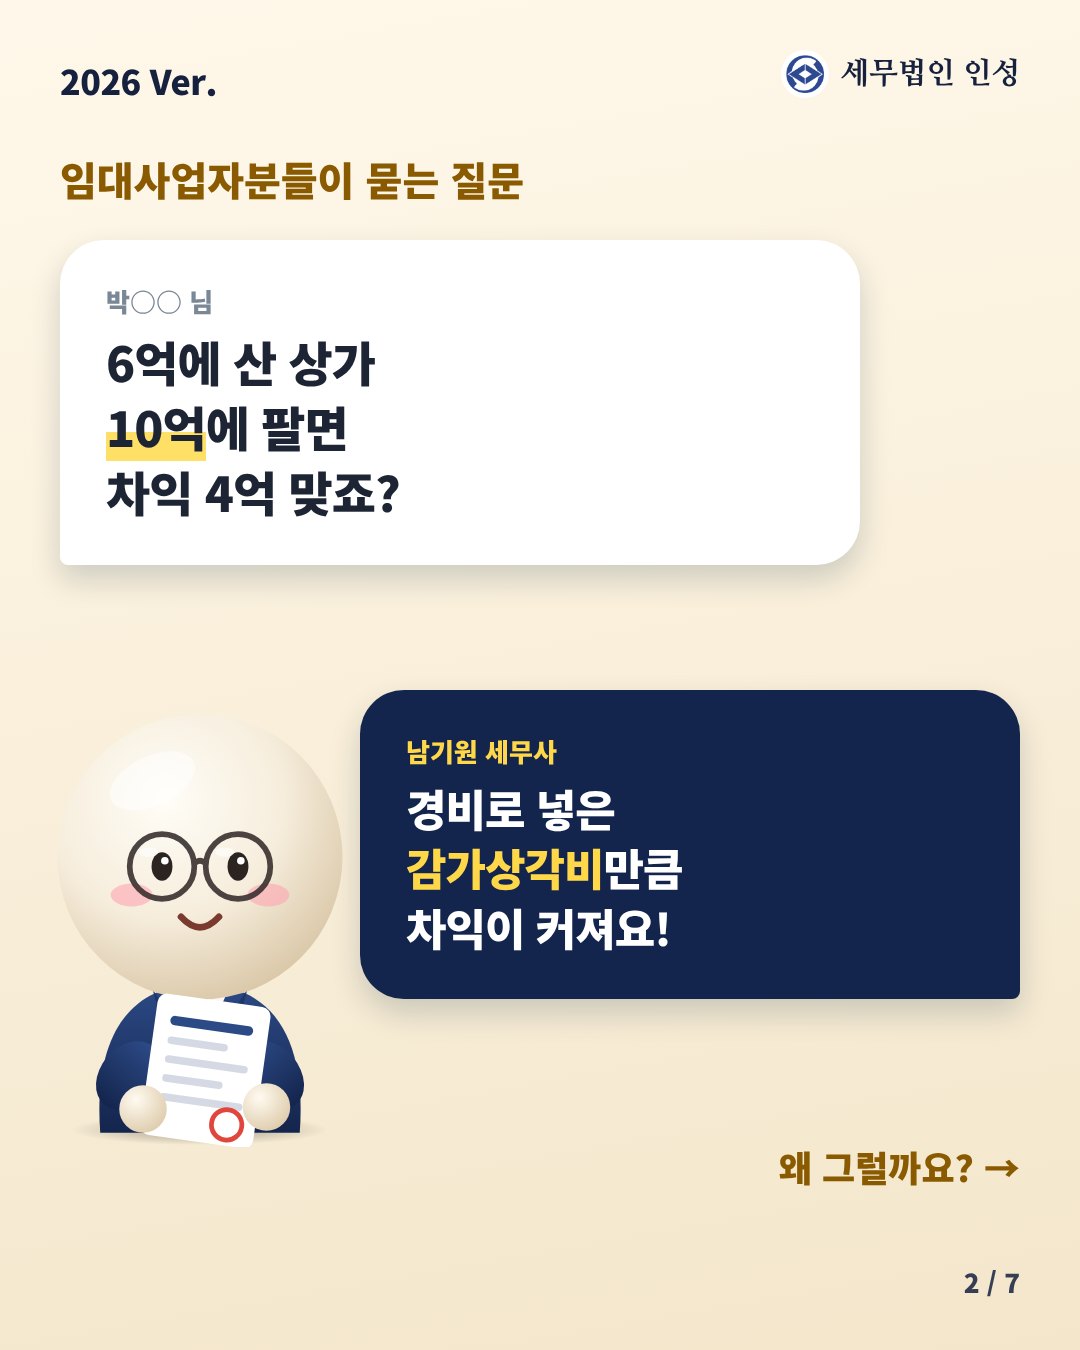 2026 Ver.
세무법인 인성
임대사업자분들이 묻는 질문
박○○ 님
6억에 산 상가
10억에 팔면
차익 4억 맞죠?
남기원 세무사
경비로 넣은
감가상각비만큼
차익이 커져요!
왜 그럴까요? →
2 / 7